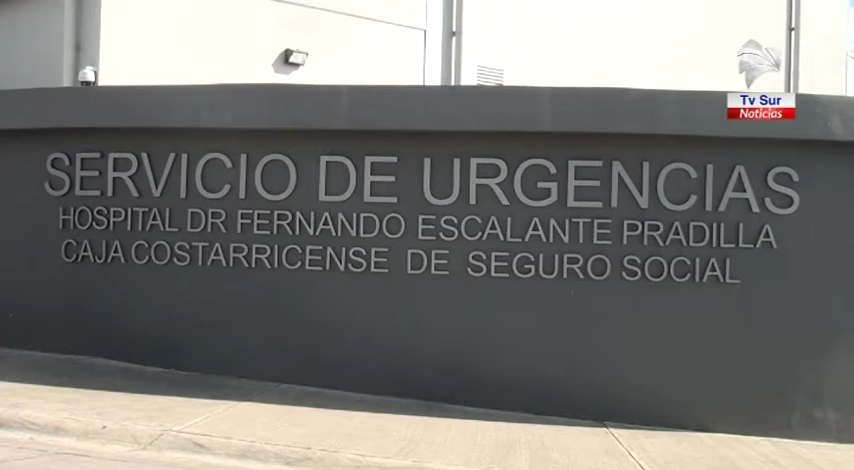 Tv Sur
Noticias
SERVICIO DE URGENCIAS
HOSPITAL DR FERNANDO ESCALANTE PRADILLA
CAJA COSTARRICENSE DE SEGURO SOCIAL